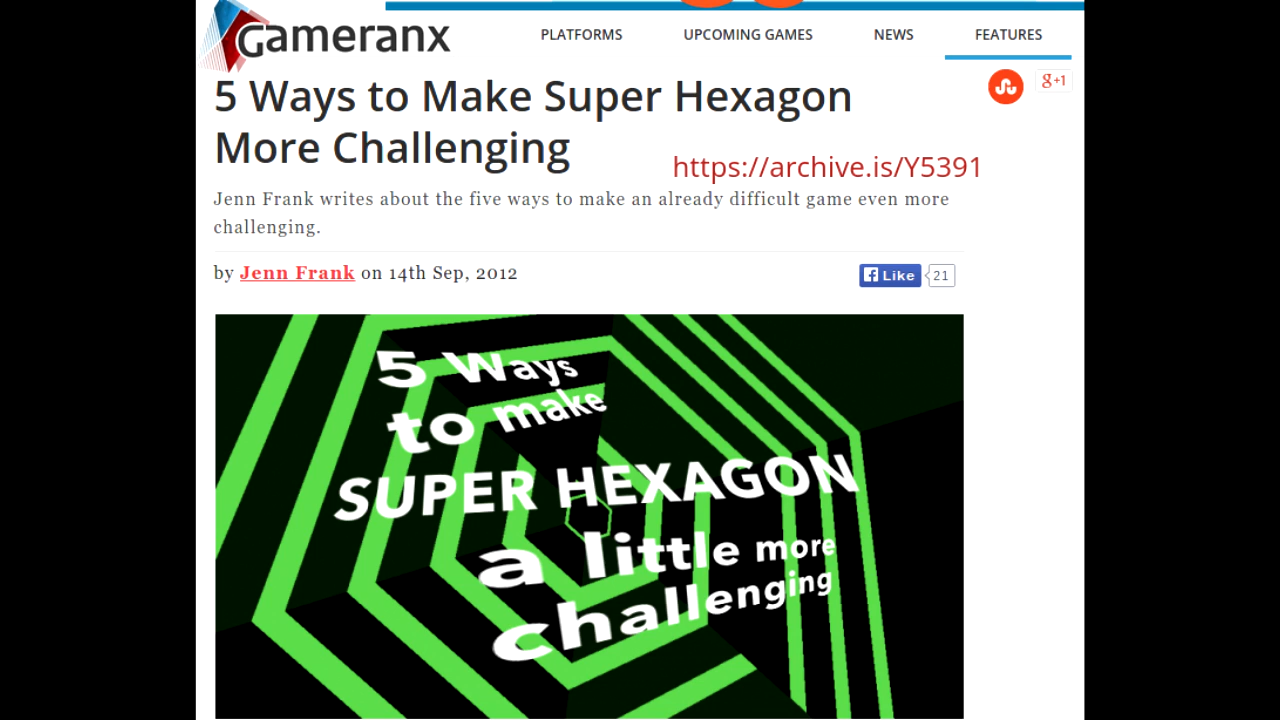 Gameranx
PLATFORMS UPCOMING GAMES NEWS FEATURES
g+1
5 Ways to Make Super Hexagon
More Challenging
https://archive.is/Y5391
Jenn Frank writes about the five ways to make an already difficult game even more
challenging.
by Jenn Frank on 14th Sep, 2012
Like 21
5 Ways
to make
SUPER HEXAGON
a little more
challenging